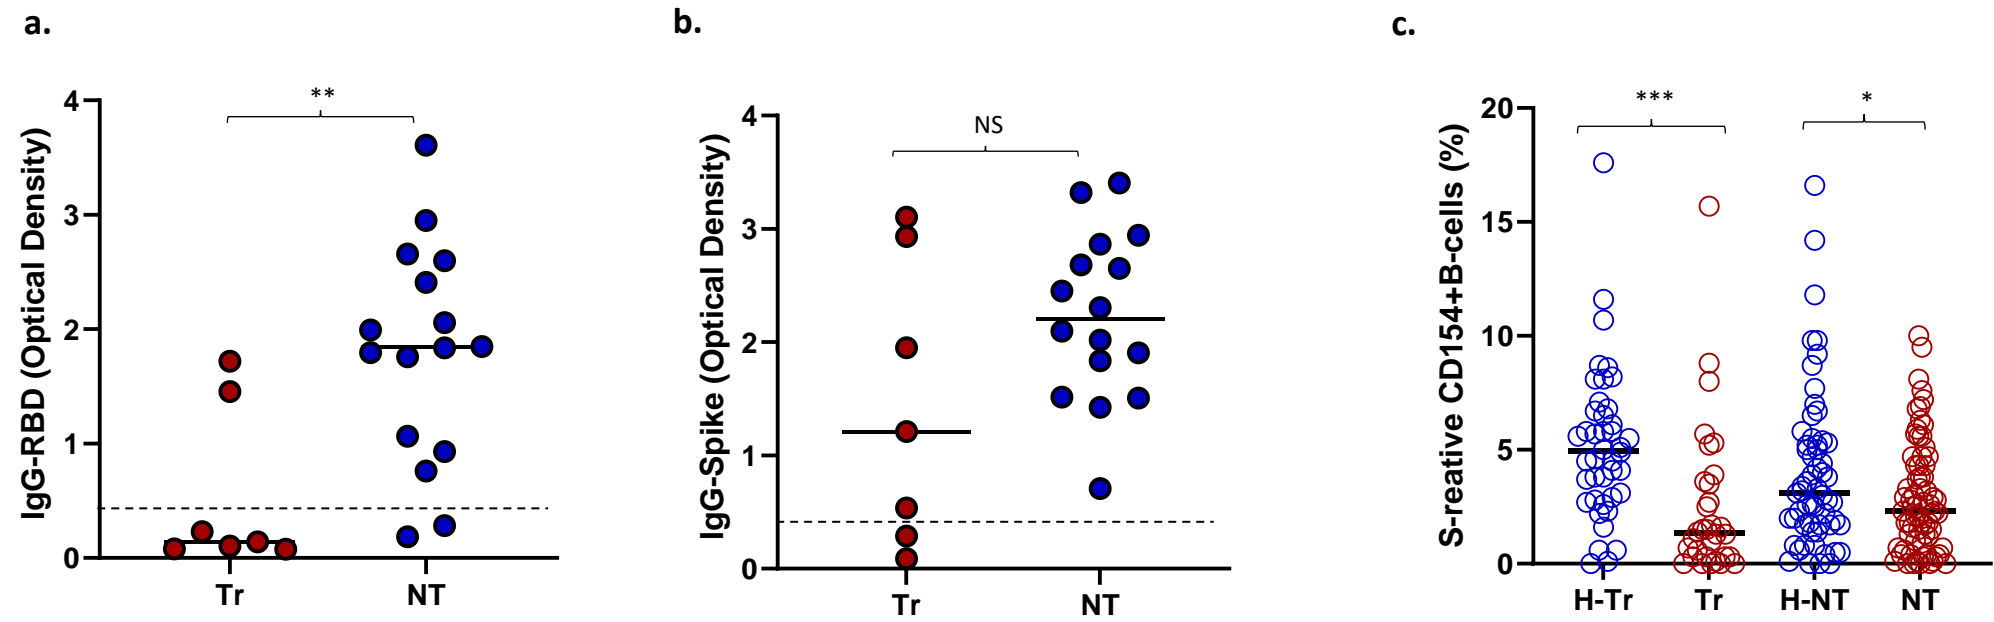 a.
IgG-RBD (Optical Density)
4
3
2
1
0
**
Tr
NT
b.
IgG-Spike (Optical Density)
4
3
2
1
0
NS
Tr
NT
c.
S-reative CD154+B-cells (%)
20
15
10
5
0
***
*
H-Tr
Tr
H-NT
NT